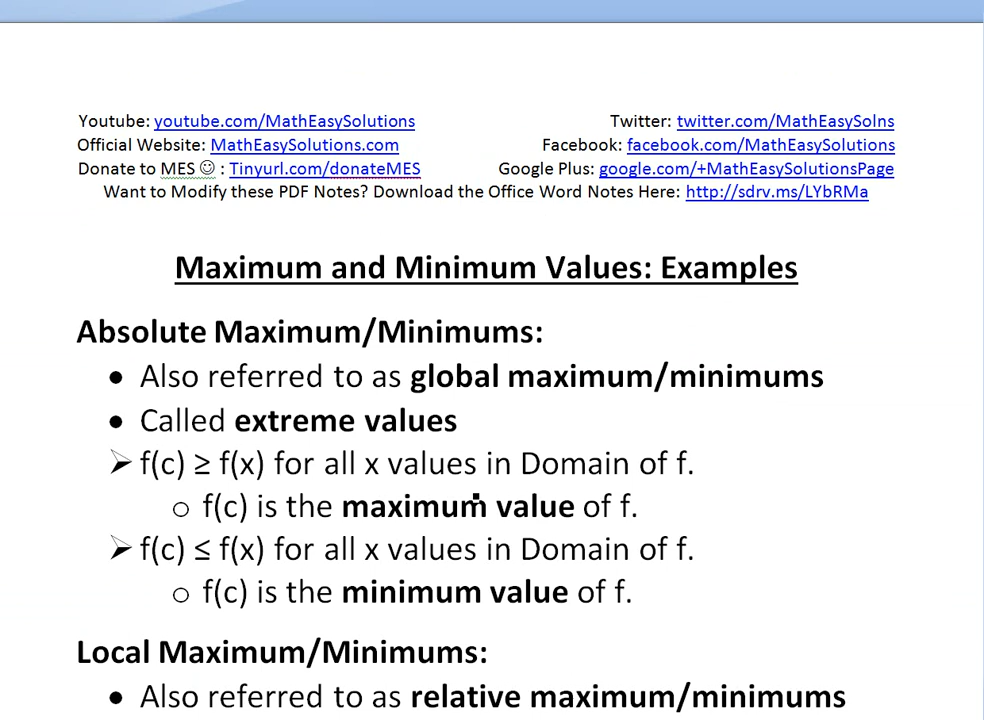 Youtube: youtube.com/MathEasySolutions Twitter: twitter.com/MathEasySolns
Official Website: MathEasySolutions.com Facebook: facebook.com/MathEasySolutions
Donate to MES ☺ : Tinyurl.com/donateMES Google Plus: google.com/+MathEasySolutionsPage
Want to Modify these PDF Notes? Download the Office Word Notes Here: http://sdrv.ms/LYbRMa
Maximum and Minimum Values: Examples
Absolute Maximum/Minimums:
• Also referred to as global maximum/minimums
• Called extreme values
➢ f(c) ≥ f(x) for all x values in Domain of f.
o f(c) is the maximum value of f.
➢ f(c) ≤ f(x) for all x values in Domain of f.
o f(c) is the minimum value of f.
Local Maximum/Minimums:
• Also referred to as relative maximum/minimums